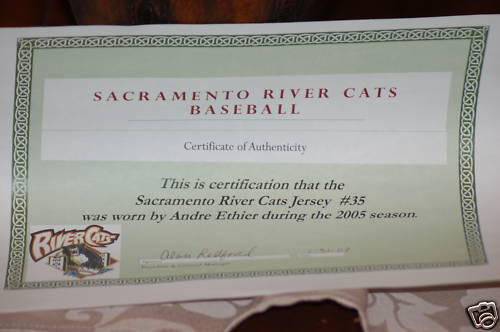 SACRAMENTO RIVER CATS
BASEBALL
Certificate of Authenticity
This is certification that the
Sacramento River Cats Jersey #35
was worn by Andre Ethier during the 2005 season.
RIVER CATS